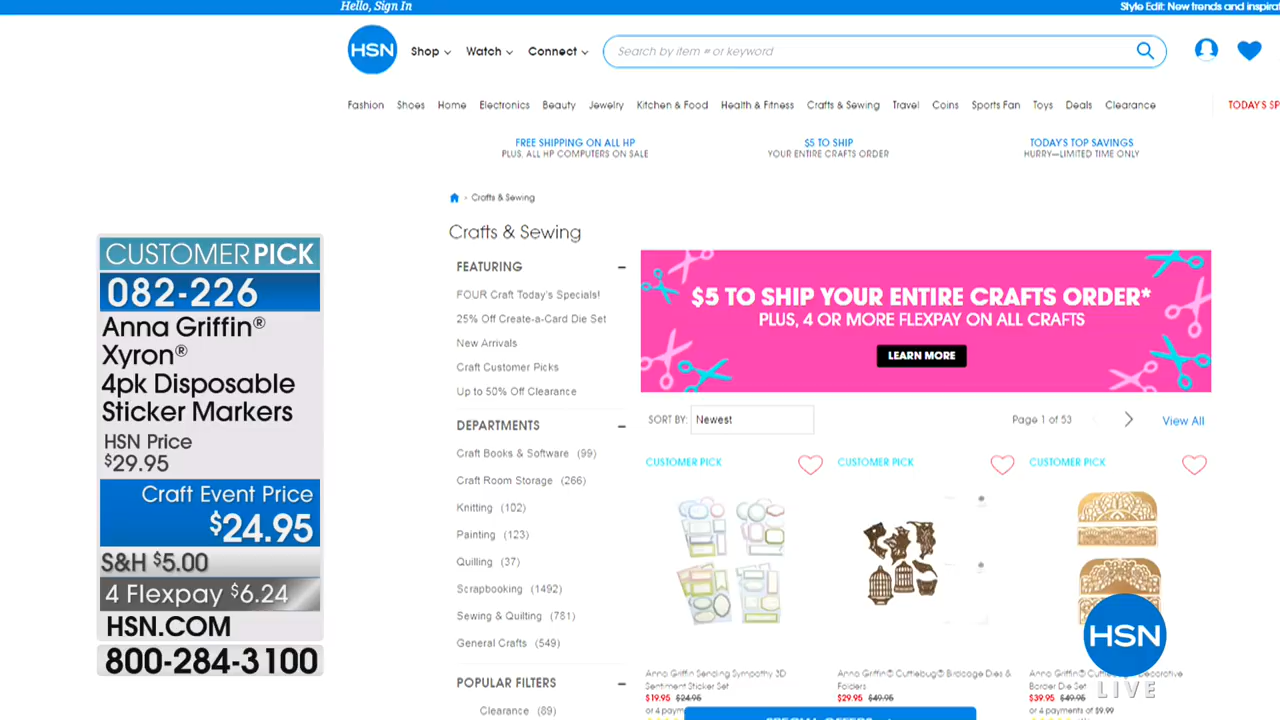 Hello, Sign In
Style Edit: New trends and inspira
HSN
Shop
Watch
Connect
Search by item # or keyword
Fashion Shoes Home Electronics Beauty Jewelry Kitchen & Food Health & Fitness Crafts & Sewing Travel Coins Sports Fan Toys Deals Clearance TODAY'S SP
FREE SHIPPING ON ALL HP
PLUS, ALL HP COMPUTERS ON SALE
$5 TO SHIP
YOUR ENTIRE CRAFTS ORDER
TODAY'S TOP SAVINGS
HURRY—LIMITED TIME ONLY
> Crafts & Sewing
Crafts & Sewing
CUSTOMER PICK
082-226
Anna Griffin®
Xyron®
4pk Disposable
Sticker Markers
HSN Price
$29.95
Craft Event Price
$24.95
S&H $5.00
4 Flexpay $6.24
HSN.COM
800-284-3100
FEATURING
FOUR Craft Today's Specials!
25% Off Create-a-Card Die Set
New Arrivals
Craft Customer Picks
Up to 50% Off Clearance
DEPARTMENTS
Craft Books & Software (99)
Craft Room Storage (266)
Knitting (102)
Painting (123)
Quilling (37)
Scrapbooking (1492)
Sewing & Quilting (781)
General Crafts (549)
POPULAR FILTERS
Clearance (89)
$5 TO SHIP YOUR ENTIRE CRAFTS ORDER*
PLUS, 4 OR MORE FLEXPAY ON ALL CRAFTS
LEARN MORE
SORT BY: Newest
Page 1 of 53
View All
CUSTOMER PICK
CUSTOMER PICK
CUSTOMER PICK
Anna Griffin Sending Sympathy 3D
Sentiment Sticker Set
$19.95 $24.95
or 4 paym
Anna Griffin® Cuttlebug® Birdcage Dies &
Folders
$29.95 $49.95
Anna Griffin® Cuttlebug® Decorative
Border Die Set
$39.95 $49.95
or 4 payments of $9.99
SPECIAL OFFERS
HSN
LIVE